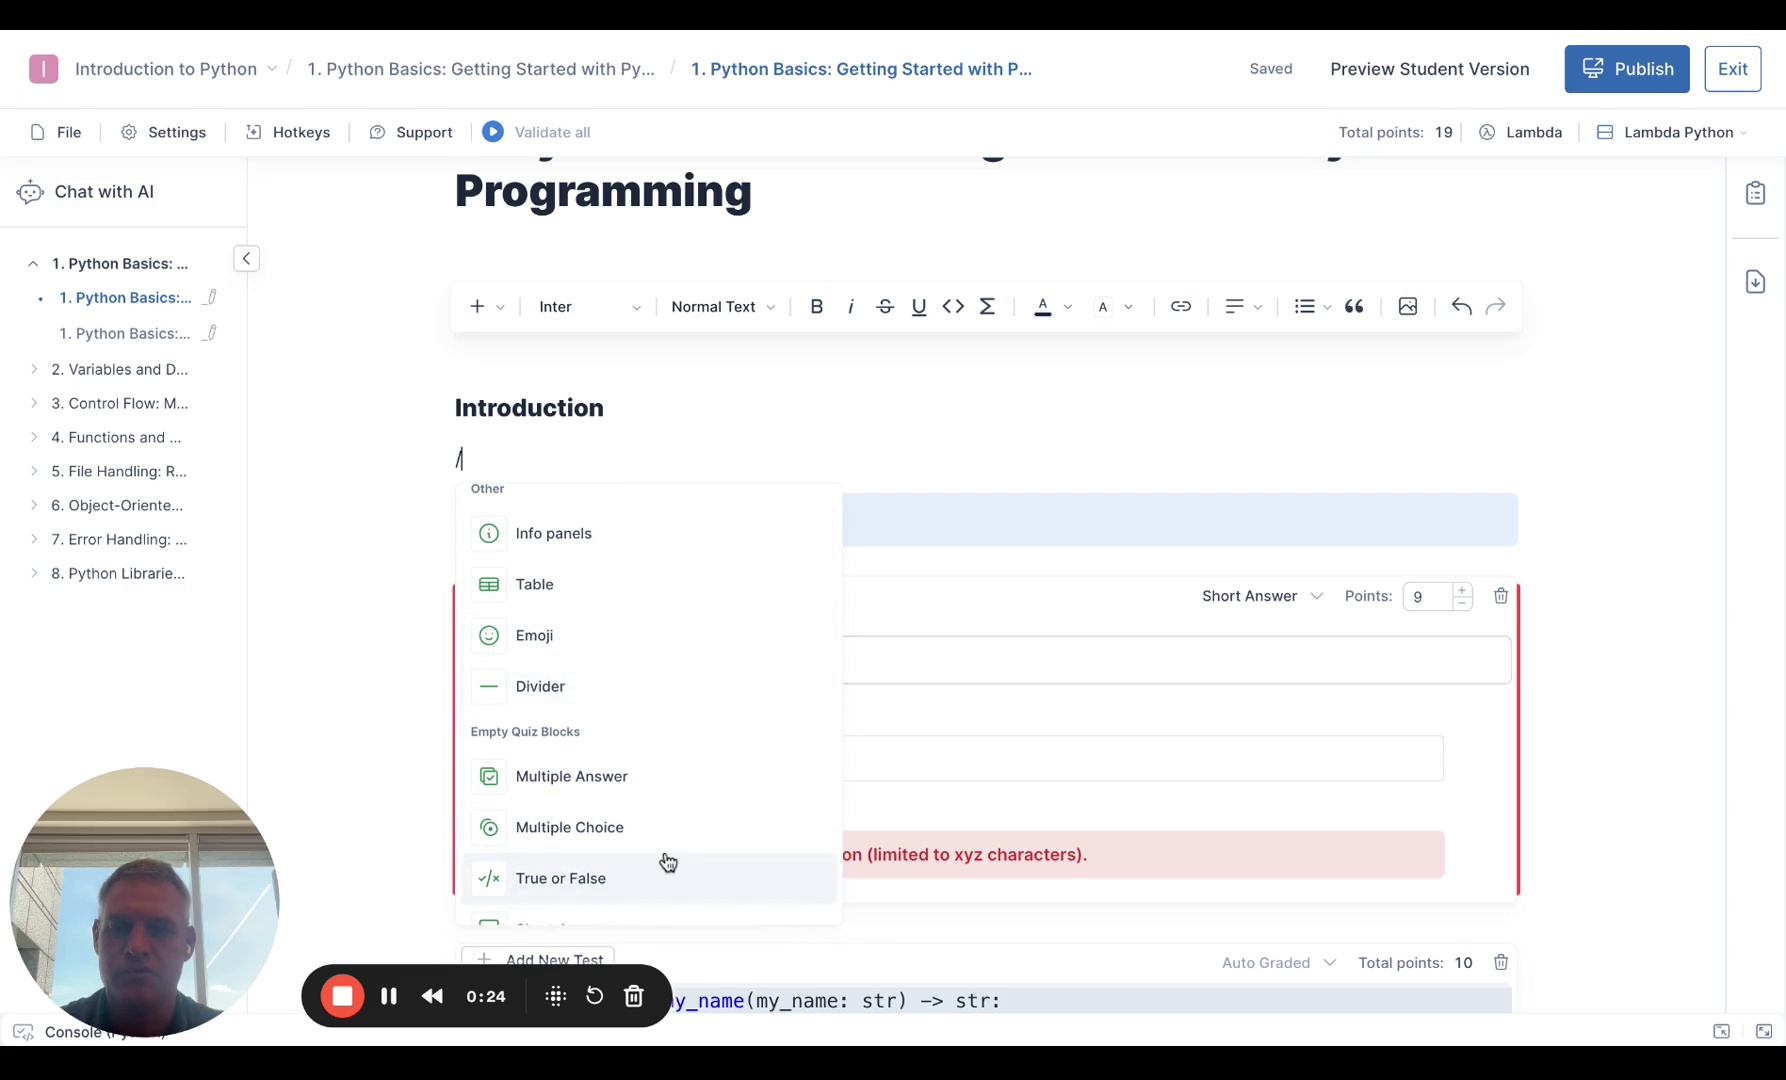 I Introduction to Python / 1. Python Basics: Getting Started with Py... / 1. Python Basics: Getting Started with P... Saved Preview Student Version Publish Exit
File Settings Hotkeys Support Validate all Total points: 19 Lambda Lambda Python
Chat with AI
Programming
1. Python Basics: ...
1. Python Basics:...
1. Python Basics:...
2. Variables and D...
3. Control Flow: M...
4. Functions and ...
5. File Handling: R...
6. Object-Oriente...
7. Error Handling: ...
8. Python Librarie...
Inter Normal Text B i S U A A
Introduction
/
Other
Info panels
Table
Emoji
Divider
Empty Quiz Blocks
Multiple Answer
Multiple Choice
True or False
Short Answer Points: 9
on (limited to xyz characters).
Add New Test Auto Graded Total points: 10
my_name(my_name: str) -> str:
0:24
Console